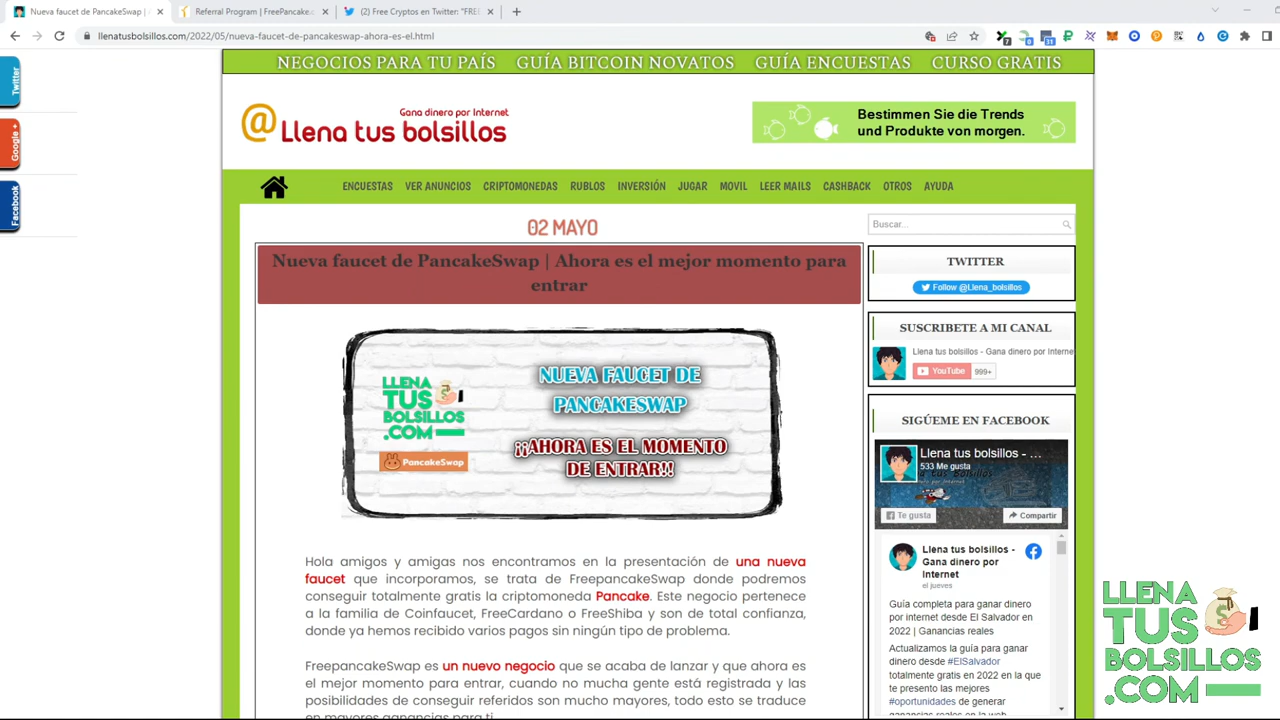 Nueva faucet de PancakeSwap |
Referral Program | FreePancake.c
(2) Free Cryptos en Twitter: "FREE
llenatusbolsillos.com/2022/05/nueva-faucet-de-pancakeswap-ahora-es-el.html
Twitter
Google +
Facebook
NEGOCIOS PARA TU PAÍS GUÍA BITCOIN NOVATOS GUÍA ENCUESTAS CURSO GRATIS
Gana dinero por Internet
@ Llena tus bolsillos
Bestimmen Sie die Trends
und Produkte von morgen.
ENCUESTAS VER ANUNCIOS CRIPTOMONEDAS RUBLOS INVERSIÓN JUGAR MOVIL LEER MAILS CASHBACK OTROS AYUDA
02 MAYO
Nueva faucet de PancakeSwap | Ahora es el mejor momento para
entrar
LLENA
TUS
BOLSILLOS
.COM
PancakeSwap
NUEVA FAUCET DE
PANCAKESWAP
¡¡AHORA ES EL MOMENTO
DE ENTRAR!!
Hola amigos y amigas nos encontramos en la presentación de una nueva
faucet que incorporamos, se trata de FreepancakeSwap donde podremos
conseguir totalmente gratis la criptomoneda Pancake. Este negocio pertenece
a la familia de Coinfaucet, FreeCardano o FreeShiba y son de total confianza,
donde ya hemos recibido varios pagos sin ningún tipo de problema.
FreepancakeSwap es un nuevo negocio que se acaba de lanzar y que ahora es
el mejor momento para entrar, cuando no mucha gente está registrada y las
posibilidades de conseguir referidos son mucho mayores, todo esto se traduce
en mayores ganancias para ti
Buscar...
TWITTER
Follow @Llena_bolsillos
SUSCRIBETE A MI CANAL
Llena tus bolsillos - Gana dinero por Interne
YouTube 999+
SIGÚEME EN FACEBOOK
Llena tus bolsillos - ...
533 Me gusta
Te gusta
Compartir
Llena tus bolsillos -
Gana dinero por
Internet
el jueves
Guía completa para ganar dinero
por internet desde El Salvador en
2022 | Ganancias reales
Actualizamos la guía para ganar
dinero desde #ElSalvador
totalmente gratis en 2022 en la que
te presento las mejores
#oportunidades de generar
ganancias reales en la web
LLENA
TUS
BOLSILLOS
.COM